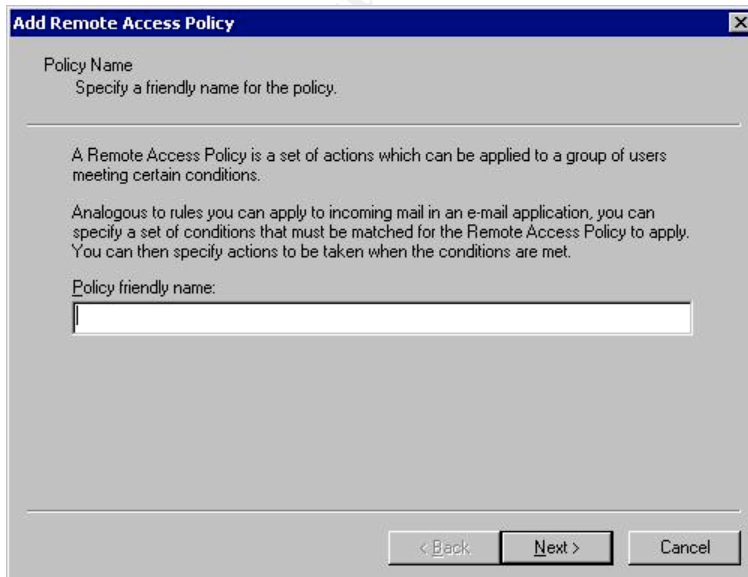 Add Remote Access Policy
Policy Name
Specify a friendly name for the policy.
A Remote Access Policy is a set of actions which can be applied to a group of users
meeting certain conditions.
Analogous to rules you can apply to incoming mail in an e-mail application, you can
specify a set of conditions that must be matched for the Remote Access Policy to apply.
You can then specify actions to be taken when the conditions are met.
Policy friendly name:
< Back
Next >
Cancel